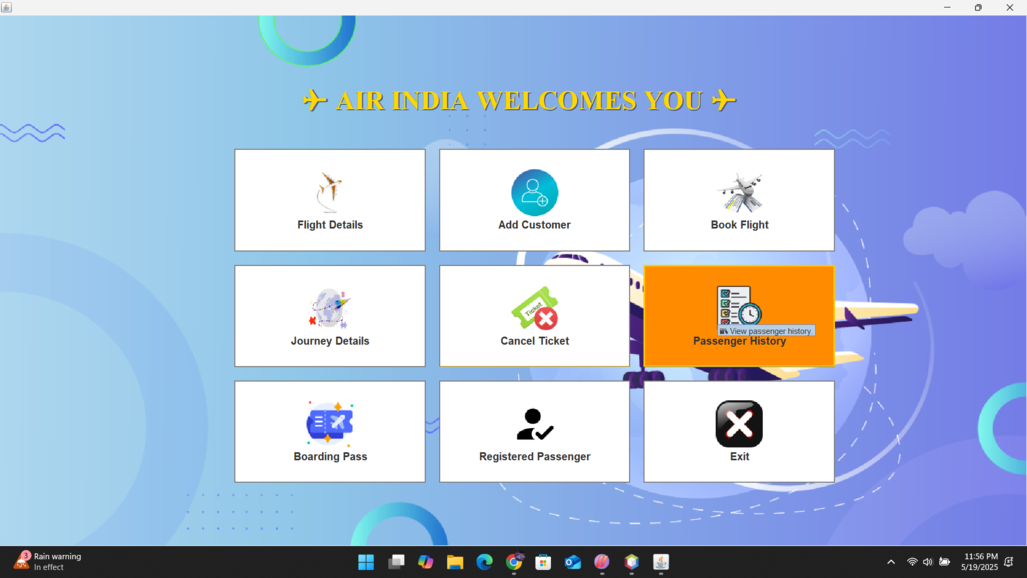 ✈ AIR INDIA WELCOMES YOU ✈
Flight Details
Add Customer
Book Flight
Journey Details
Ticket
Cancel Ticket
View passenger history
Passenger History
Boarding Pass
Registered Passenger
Exit
3
Rain warning
In effect
11:56 PM
5/19/2025